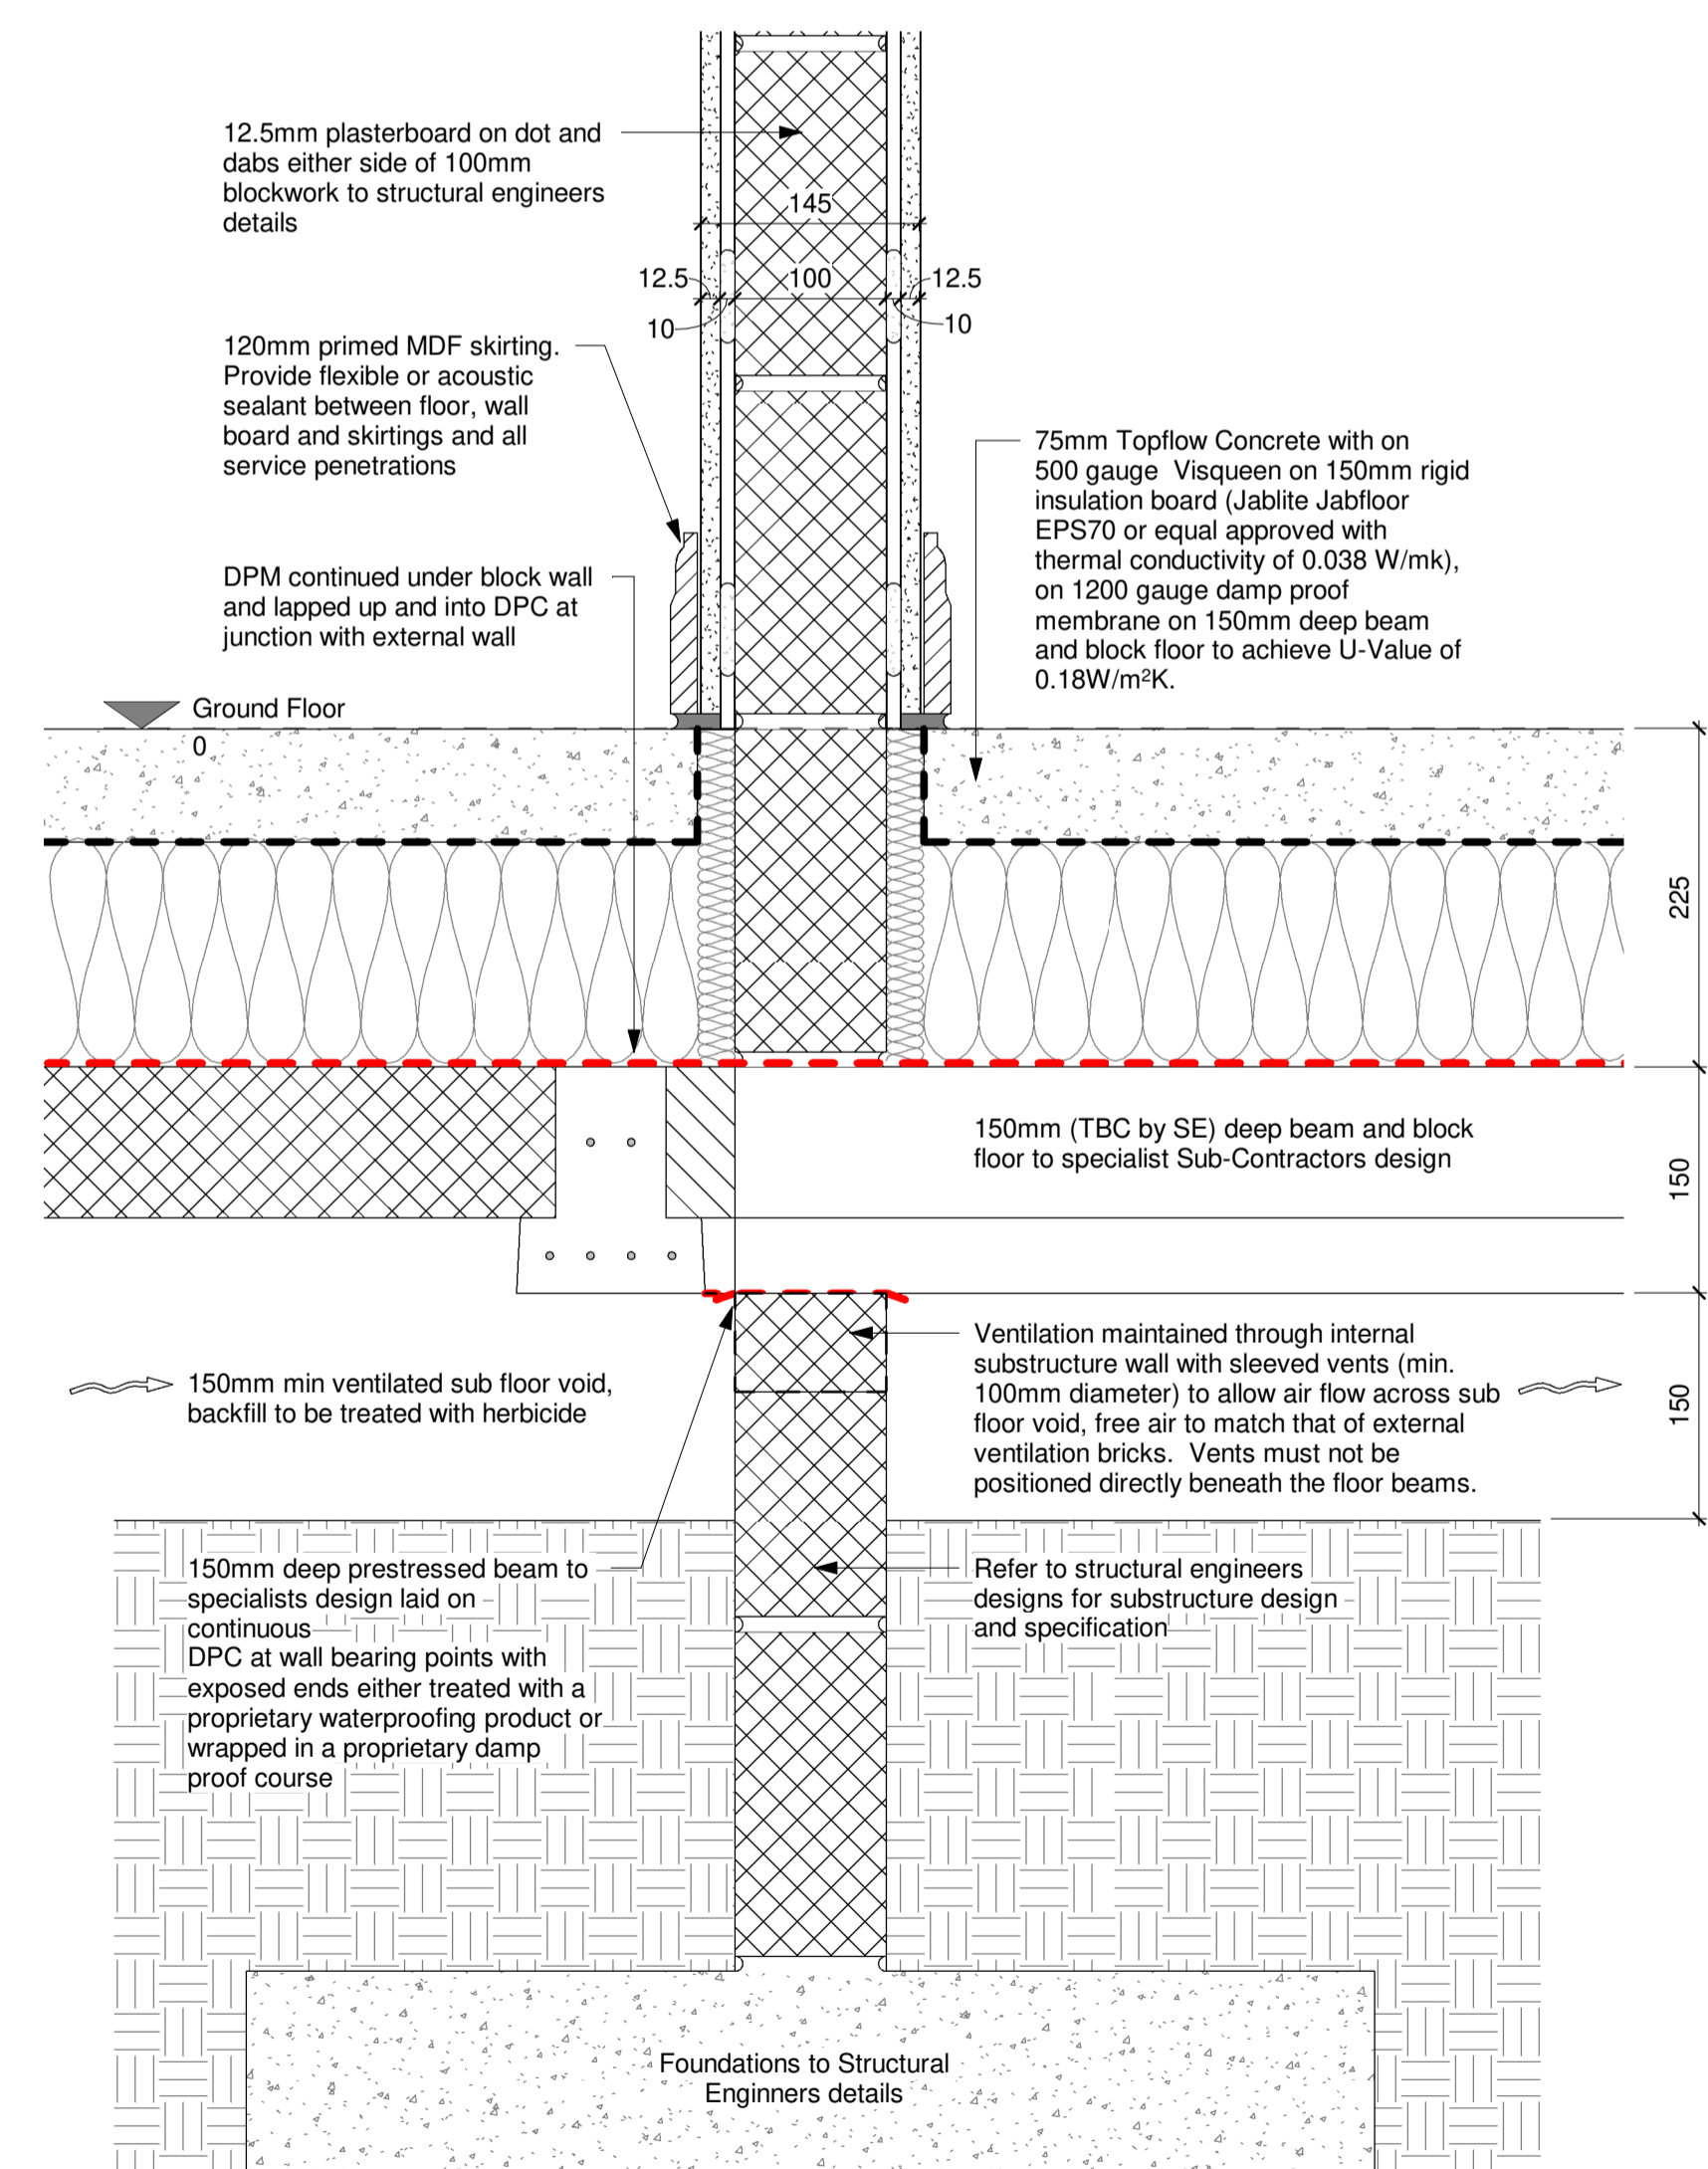 12.5mm plasterboard on dot and
dabs either side of 100mm
blockwork to structural engineers
details
145
12.5
100
12.5
10
10
120mm primed MDF skirting.
Provide flexible or acoustic
sealant between floor, wall
board and skirtings and all
service penetrations
75mm Topflow Concrete with on
500 gauge  Visqueen on 150mm rigid
insulation board (Jablite Jabfloor
EPS70 or equal approved with
thermal conductivity of 0.038 W/mk),
on 1200 gauge damp proof
membrane on 150mm deep beam
and block floor to achieve U-Value of
0.18W/m²K.
DPM continued under block wall
and lapped up and into DPC at
junction with external wall
Ground Floor
0
225
150mm (TBC by SE) deep beam and block
floor to specialist Sub-Contractors design
150
Ventilation maintained through internal
substructure wall with sleeved vents (min.
100mm diameter) to allow air flow across sub
floor void, free air to match that of external
ventilation bricks.  Vents must not be
positioned directly beneath the floor beams.
150mm min ventilated sub floor void,
backfill to be treated with herbicide
150
150mm deep prestressed beam to
specialists design laid on
continuous
DPC at wall bearing points with
exposed ends either treated with a
proprietary waterproofing product or
wrapped in a proprietary damp
proof course
Refer to structural engineers
designs for substructure design
and specification
Foundations to Structural
Enginners details